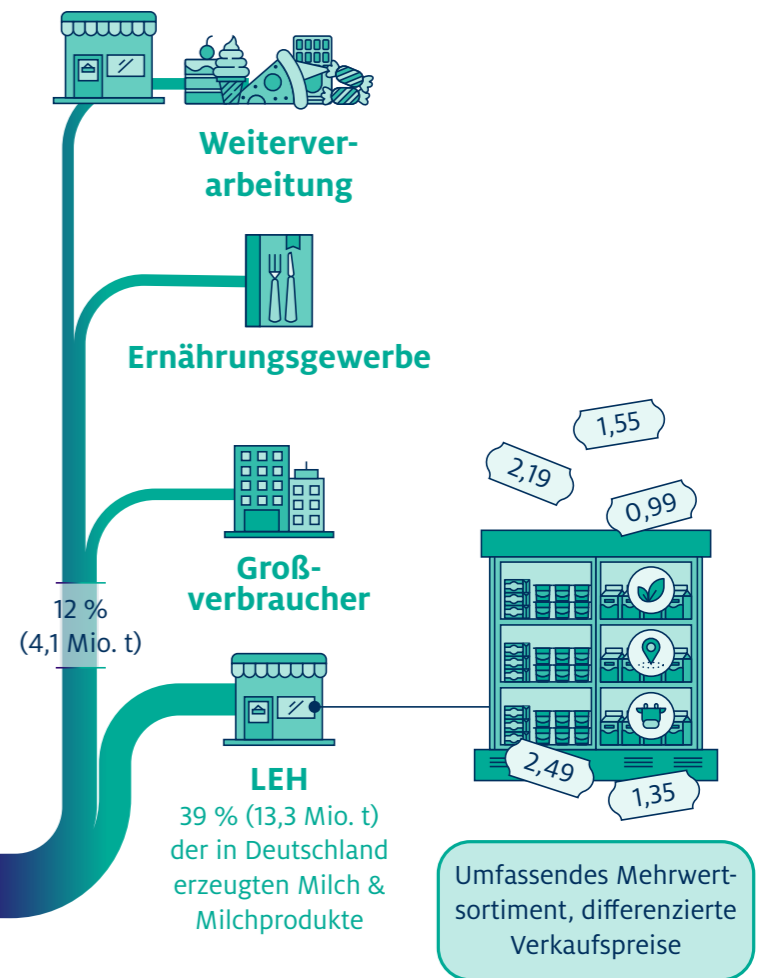 Weiterver-
arbeitung
Ernährungsgewerbe
Groß-
verbraucher
12 %
(4,1 Mio. t)
LEH
39 % (13,3 Mio. t)
der in Deutschland
erzeugten Milch &
Milchprodukte
1,55
2,19
0,99
2,49
1,35
Umfassendes Mehrwert-
sortiment, differenzierte
Verkaufspreise